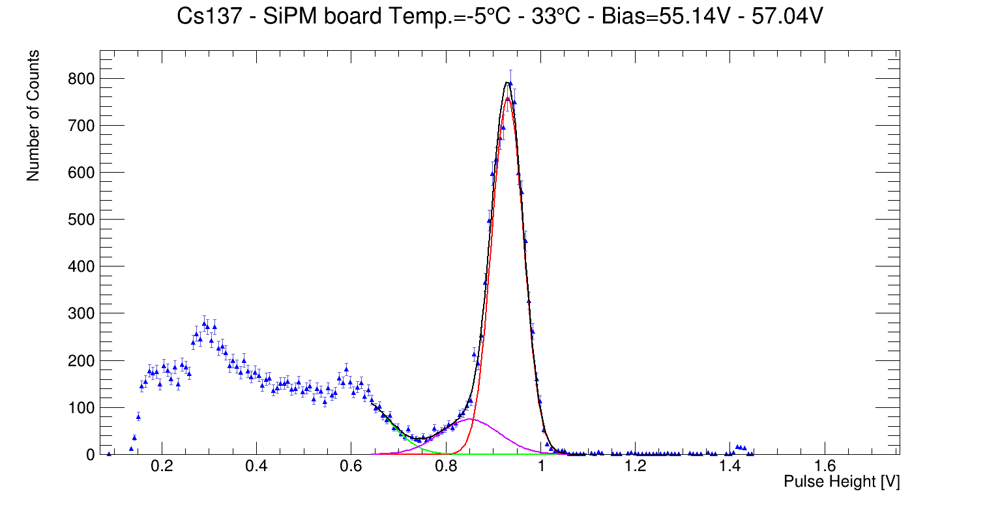 Cs137 - SiPM board Temp.=-5°C - 33°C - Bias=55.14V - 57.04V
Number of Counts
800
700
600
500
400
300
200
100
0
0.2 0.4 0.6 0.8 1 1.2 1.4 1.6
Pulse Height [V]